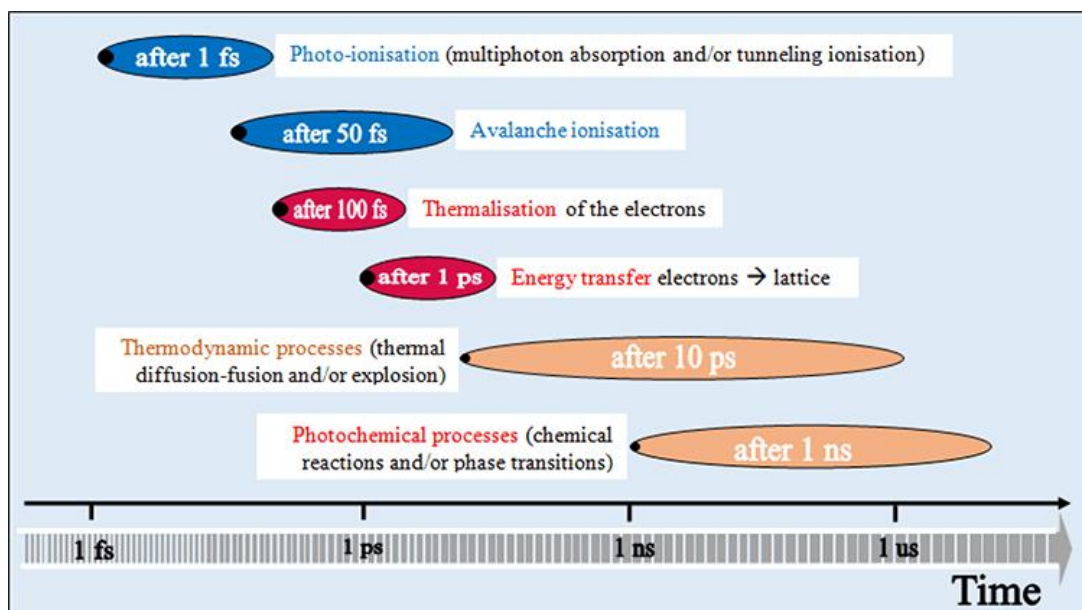 after 1 fs Photo-ionisation (multiphoton absorption and/or tunneling ionisation)
after 50 fs Avalanche ionisation
after 100 fs Thermalisation of the electrons
after 1 ps Energy transfer electrons → lattice
Thermodynamic processes (thermal
diffusion-fusion and/or explosion)
after 10 ps
Photochemical processes (chemical
reactions and/or phase transitions)
after 1 ns
1 fs 1 ps 1 ns 1 us
Time